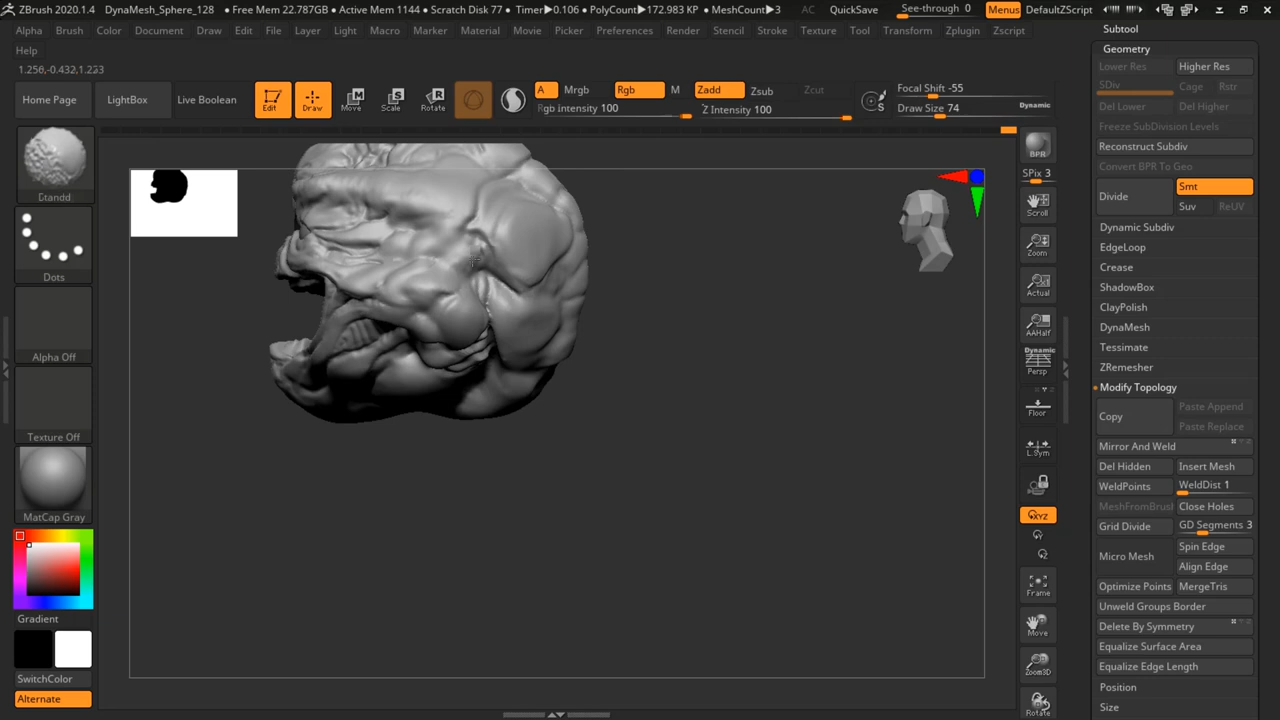 ZBrush 2020.1.4 DynaMesh_Sphere_128 • Free Mem 22.787GB • Active Mem 1144 • Scratch Disk 77 • Timer▶0.106 • PolyCount▶172.983 KP • MeshCount▶3 AC QuickSave See-through 0 Menus DefaultZScript
Alpha Brush Color Document Draw Edit File Layer Light Macro Marker Material Movie Picker Preferences Render Stencil Stroke Texture Tool Transform Zplugin Zscript
Help
1.256,-0.432,1.223
Home Page LightBox Live Boolean Edit Draw Move Scale Rotate
A Mrgb Rgb M Zadd Zsub Zcut
Rgb Intensity 100 Z Intensity 100
Focal Shift -55
Draw Size 74 Dynamic
Dtandd
Dots
Alpha Off
Texture Off
MatCap Gray
Gradient
SwitchColor
Alternate
BPR
SPix 3
Scroll
Zoom
Actual
AAHalf
Dynamic
Persp
Floor
L.Sym
XYZ
Frame
Move
Zoom3D
Rotate
Subtool
Geometry
Lower Res Higher Res
SDiv Cage Rstr
Del Lower Del Higher
Freeze SubDivision Levels
Reconstruct Subdiv
Convert BPR To Geo
Divide Smt
Suv ReUV
Dynamic Subdiv
EdgeLoop
Crease
ShadowBox
ClayPolish
DynaMesh
Tessimate
ZRemesher
Modify Topology
Copy Paste Append
Paste Replace
Mirror And Weld
Del Hidden Insert Mesh
WeldPoints WeldDist 1
MeshFromBrush Close Holes
Grid Divide GD Segments 3
Micro Mesh Spin Edge
Align Edge
Optimize Points MergeTris
Unweld Groups Border
Delete By Symmetry
Equalize Surface Area
Equalize Edge Length
Position
Size